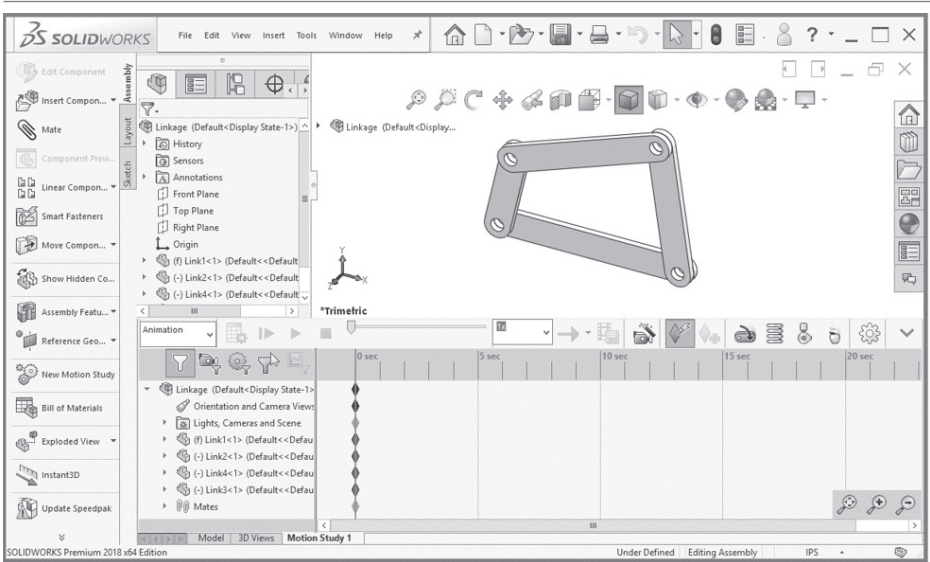 SOLIDWORKS
File Edit View Insert Tools Window Help
Edit Component
Insert Compon...
Mate
Component Previ...
Linear Compon...
Smart Fasteners
Move Compon...
Show Hidden Co...
Assembly Featu...
Reference Geo...
New Motion Study
Bill of Materials
Exploded View
Instant3D
Update Speedpak
Assembly
Layout
Sketch
Linkage (Default<Display State-1>)
History
Sensors
Annotations
Front Plane
Top Plane
Right Plane
Origin
(f) Link1<1> (Default<<Default
(-) Link2<1> (Default<<Default
(-) Link4<1> (Default<<Default
Linkage (Default<Display...
Y
X
Z
*Trimetric
Animation
1x
0 sec 5 sec 10 sec 15 sec 20 sec
Linkage (Default<Display State-1>
Orientation and Camera Views
Lights, Cameras and Scene
(f) Link1<1> (Default<<Defau
(-) Link2<1> (Default<<Defau
(-) Link4<1> (Default<<Defau
(-) Link3<1> (Default<<Defau
Mates
Model 3D Views Motion Study 1
SOLIDWORKS Premium 2018 x64 Edition Under Defined Editing Assembly IPS